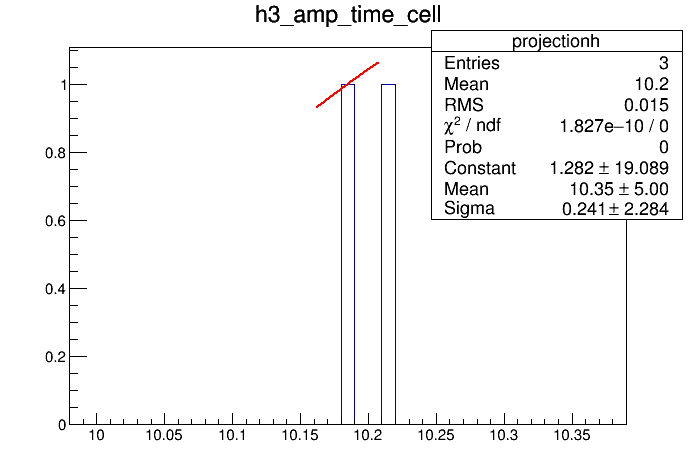 h3_amp_time_cell
projectionh
Entries 3
Mean 10.2
RMS 0.015
χ² / ndf 1.827e−10 / 0
Prob 0
Constant 1.282 ± 19.089
Mean 10.35 ± 5.00
Sigma 0.241 ± 2.284
1
0.8
0.6
0.4
0.2
0
10 10.05 10.1 10.15 10.2 10.25 10.3 10.35